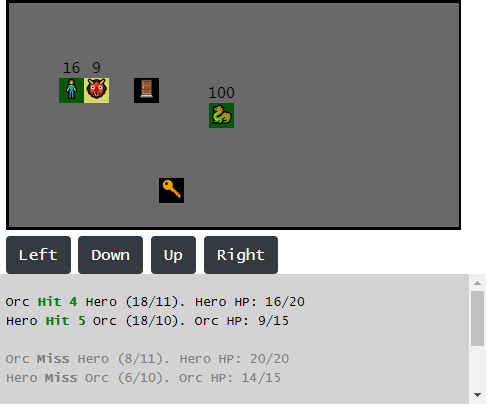 16 9
100
Left Down Up Right
Orc Hit 4 Hero (18/11). Hero HP: 16/20
Hero Hit 5 Orc (18/10). Orc HP: 9/15
Orc Miss Hero (8/11). Hero HP: 20/20
Hero Miss Orc (6/10). Orc HP: 14/15